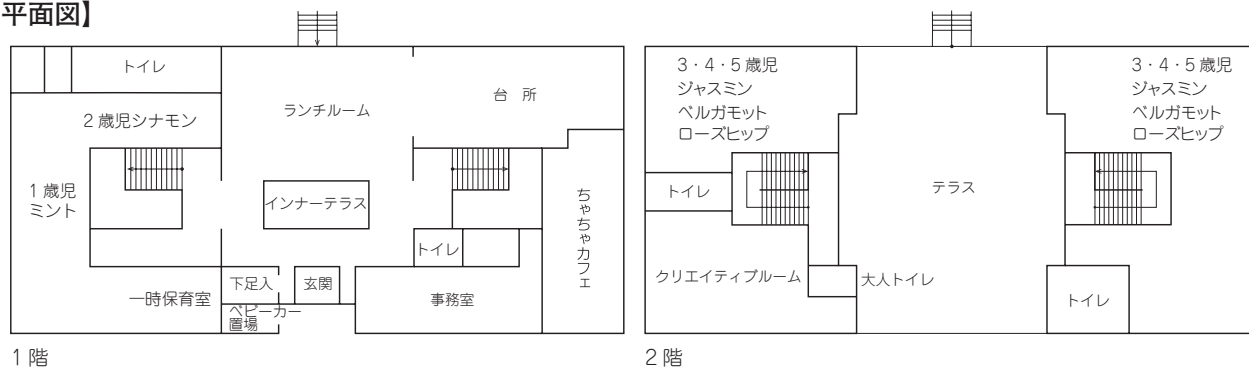 平面図】
トイレ
2歳児シナモン
1歳児
ミント
ランチルーム
台 所
インナーテラス
ちゃちゃカフェ
トイレ
下足入
玄関
一時保育室
ベビーカー
置場
事務室
1階
3・4・5歳児
ジャスミン
ベルガモット
ローズヒップ
3・4・5歳児
ジャスミン
ベルガモット
ローズヒップ
トイレ
テラス
クリエイティブルーム
大人トイレ
トイレ
2階